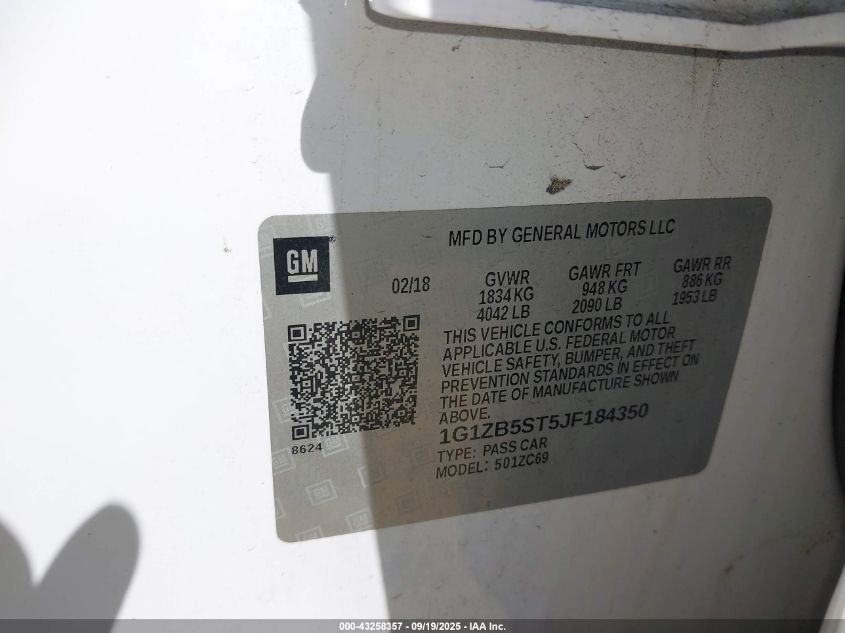 MFD BY GENERAL MOTORS LLC
GM®
02/18
GVWR
1834 KG
4042 LB
GAWR FRT
948 KG
2090 LB
GAWR RR
886 KG
1953 LB
THIS VEHICLE CONFORMS TO ALL
APPLICABLE U.S. FEDERAL MOTOR
VEHICLE SAFETY, BUMPER, AND THEFT
PREVENTION STANDARDS IN EFFECT ON
THE DATE OF MANUFACTURE SHOWN
ABOVE.
8624
1G1ZB5ST5JF184350
TYPE: PASS CAR
MODEL: 501ZC69
000-43258357 - 09/19/2025 - IAA Inc.